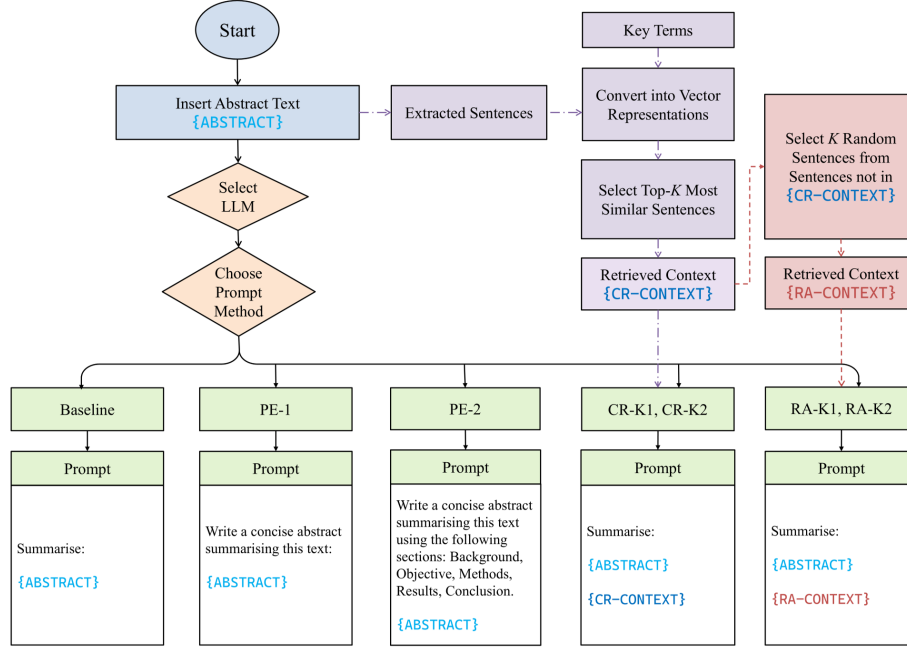 Start
Key Terms
Insert Abstract Text
{ABSTRACT}
Extracted Sentences
Convert into Vector
Representations
Select K Random
Sentences from
Sentences not in
{CR-CONTEXT}
Select
LLM
Select Top-K Most
Similar Sentences
Choose
Prompt
Method
Retrieved Context
{CR-CONTEXT}
Retrieved Context
{RA-CONTEXT}
Baseline
PE-1
PE-2
CR-K1, CR-K2
RA-K1, RA-K2
Prompt
Summarise:
{ABSTRACT}
Prompt
Write a concise abstract
summarising this text:
{ABSTRACT}
Prompt
Write a concise abstract
summarising this text
using the following
sections: Background,
Objective, Methods,
Results, Conclusion.
{ABSTRACT}
Prompt
Summarise:
{ABSTRACT}
{CR-CONTEXT}
Prompt
Summarise:
{ABSTRACT}
{RA-CONTEXT}